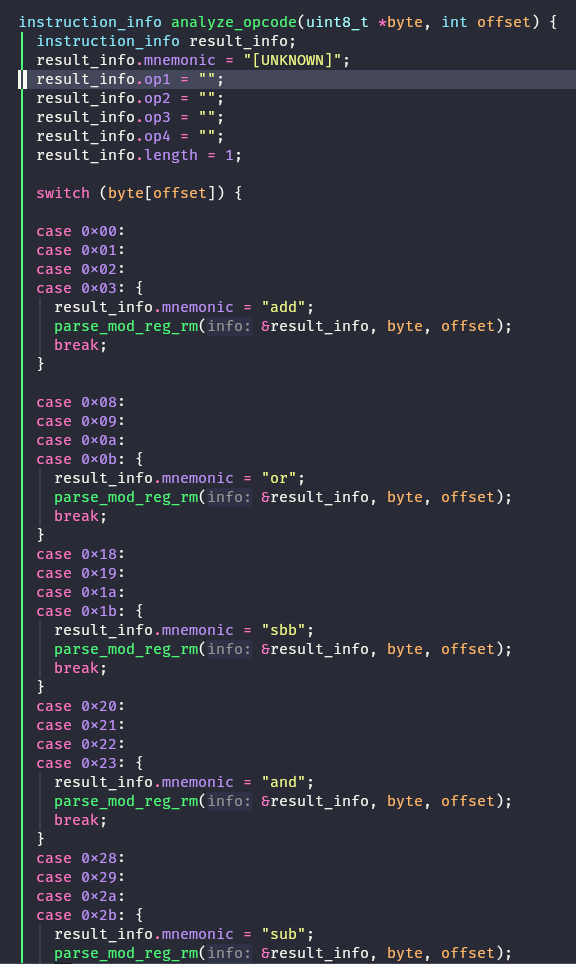 instruction_info analyze_opcode(uint8_t *byte, int offset) {
  instruction_info result_info;
  result_info.mnemonic = "[UNKNOWN]";
  result_info.op1 = "";
  result_info.op2 = "";
  result_info.op3 = "";
  result_info.op4 = "";
  result_info.length = 1;

  switch (byte[offset]) {

  case 0×00:
  case 0×01:
  case 0×02:
  case 0×03: {
    result_info.mnemonic = "add";
    parse_mod_reg_rm(info: &result_info, byte, offset);
    break;
  }

  case 0×08:
  case 0×09:
  case 0×0a:
  case 0×0b: {
    result_info.mnemonic = "or";
    parse_mod_reg_rm(info: &result_info, byte, offset);
    break;
  }
  case 0×18:
  case 0×19:
  case 0×1a:
  case 0×1b: {
    result_info.mnemonic = "sbb";
    parse_mod_reg_rm(info: &result_info, byte, offset);
    break;
  }
  case 0×20:
  case 0×21:
  case 0×22:
  case 0×23: {
    result_info.mnemonic = "and";
    parse_mod_reg_rm(info: &result_info, byte, offset);
    break;
  }
  case 0×28:
  case 0×29:
  case 0×2a:
  case 0×2b: {
    result_info.mnemonic = "sub";
    parse_mod_reg_rm(info: &result_info, byte, offset);